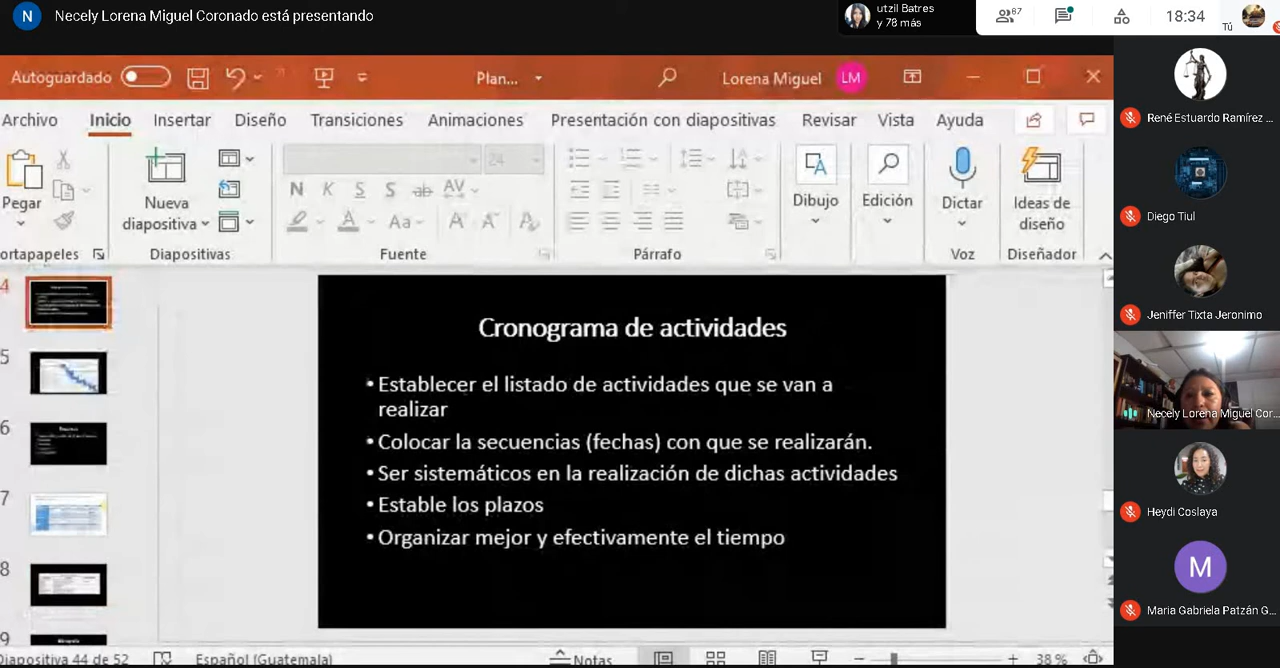 N
Necely Lorena Miguel Coronado está presentando
utzil Batres
y 78 más
67
18:34
Tú
Autoguardado
Plan...
Lorena Miguel
LM
Archivo
Inicio
Insertar
Diseño
Transiciones
Animaciones
Presentación con diapositivas
Revisar
Vista
Ayuda
Pegar
ortapapeles
Nueva
diapositiva
Diapositivas
24
N K S S ab AV
A Aa A A
Fuente
Párrafo
Dibujo
Edición
Dictar
Voz
Ideas de
diseño
Diseñador
4
5
6
7
8
9
Cronograma de actividades
• Establecer el listado de actividades que se van a
realizar
• Colocar la secuencias (fechas) con que se realizarán.
• Ser sistemáticos en la realización de dichas actividades
• Estable los plazos
• Organizar mejor y efectivamente el tiempo
Diapositiva 44 de 52
Español (Guatemala)
Notas
38 %
René Estuardo Ramírez ...
Diego Tiul
Jeniffer Tixta Jeronimo
Necely Lorena Miguel Cor...
Heydi Coslaya
M
Maria Gabriela Patzán G...